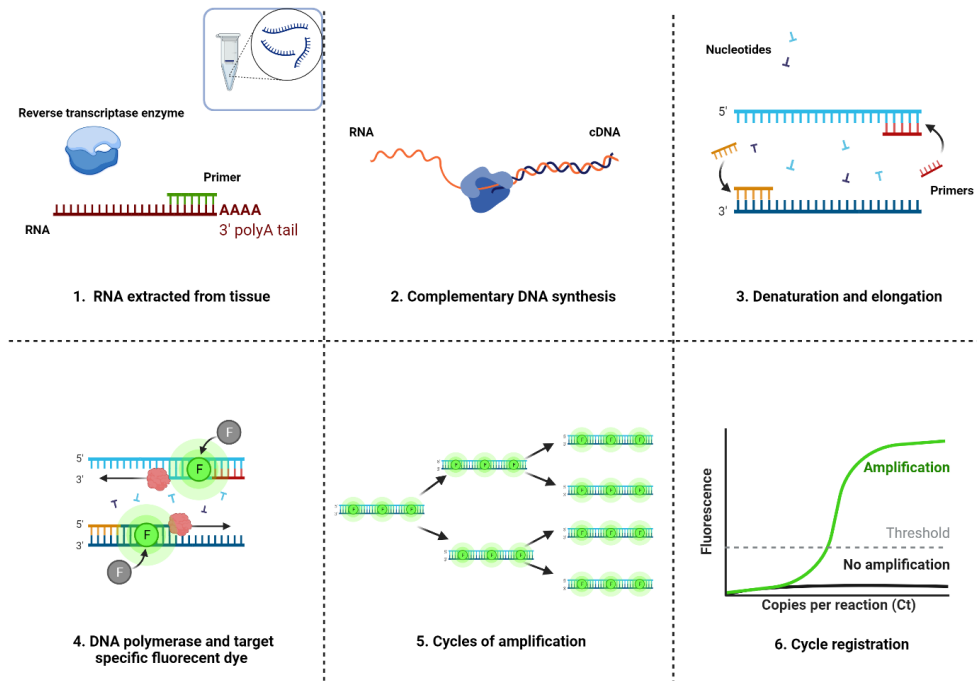 Reverse transcriptase enzyme
Primer
AAAA
RNA
3' polyA tail
1. RNA extracted from tissue
RNA
cDNA
2. Complementary DNA synthesis
Nucleotides
5'
Primers
3'
3. Denaturation and elongation
F
5'
F
3'
5'
F
3'
F
4. DNA polymerase and target
specific fluorecent dye
5. Cycles of amplification
Fluorescence
Amplification
Threshold
No amplification
Copies per reaction (Ct)
6. Cycle registration